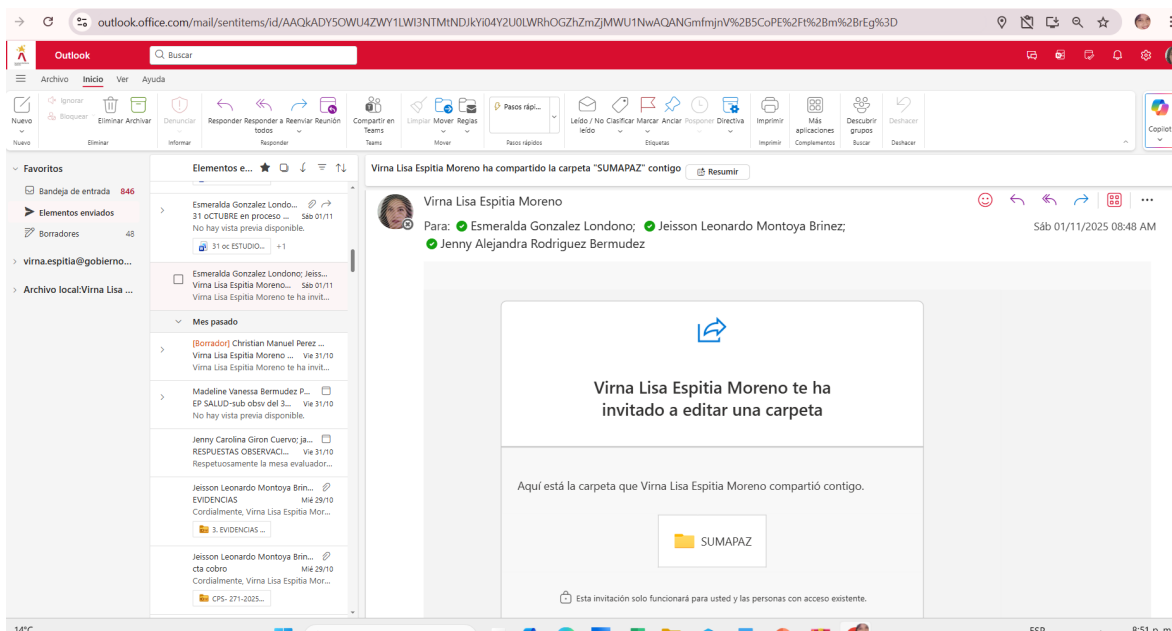 outlook.office.com/mail/sentitems/id/AAQkADY5OWU4ZWY1LWI3NTMtNDJkYi04Y2U0LWRhOGZhZmZjMWU1NwAQANGmfmjnV%2B5CoPE%2Ft%2Bm%2BrEg%3D
Outlook
Buscar
Archivo Inicio Ver Ayuda
Ignorar
Bloquear
Nuevo Eliminar Archivar Denunciar Responder Responder a todos Reenviar Reunión Compartir en Teams Limpiar Mover Reglas Pasos rápi... Leído / No leído Clasificar Marcar Anclar Posponer Directiva Imprimir Más aplicaciones Descubrir grupos Deshacer Copilot
Nuevo Eliminar Informar Responder Teams Mover Pasos rápidos Etiquetas Imprimir Complementos Buscar Deshacer
Favoritos
Bandeja de entrada 846
Elementos enviados
Borradores 48
virna.espitia@gobierno...
Archivo local:Virna Lisa ...
Elementos e...
Esmeralda Gonzalez Londo...
31 oCTUBRE en proceso ... Sáb 01/11
No hay vista previa disponible.
31 oc ESTUDIO... +1
Esmeralda Gonzalez Londono; Jeiss...
Virna Lisa Espitia Moreno... Sáb 01/11
Virna Lisa Espitia Moreno te ha invit...
Mes pasado
[Borrador] Christian Manuel Perez ...
Virna Lisa Espitia Moreno ... Vie 31/10
Virna Lisa Espitia Moreno te ha invit...
Madeline Vanessa Bermudez P...
EP SALUD-sub obsv del 3... Vie 31/10
No hay vista previa disponible.
Jenny Carolina Giron Cuervo; ja...
RESPUESTAS OBSERVACI... Vie 31/10
Respetuosamente la mesa evaluador...
Jeisson Leonardo Montoya Brin...
EVIDENCIAS Mié 29/10
Cordialmente, Virna Lisa Espitia Mor...
3. EVIDENCIAS ...
Jeisson Leonardo Montoya Brin...
cta cobro Mié 29/10
Cordialmente, Virna Lisa Espitia Mor...
CPS- 271-2025...
Virna Lisa Espitia Moreno ha compartido la carpeta "SUMAPAZ" contigo
Resumir
Virna Lisa Espitia Moreno
Para: Esmeralda Gonzalez Londono; Jeisson Leonardo Montoya Brinez;
Jenny Alejandra Rodriguez Bermudez
Sáb 01/11/2025 08:48 AM
Virna Lisa Espitia Moreno te ha
invitado a editar una carpeta
Aquí está la carpeta que Virna Lisa Espitia Moreno compartió contigo.
SUMAPAZ
Esta invitación solo funcionará para usted y las personas con acceso existente.
14°C
ESP
8:51 p. m.